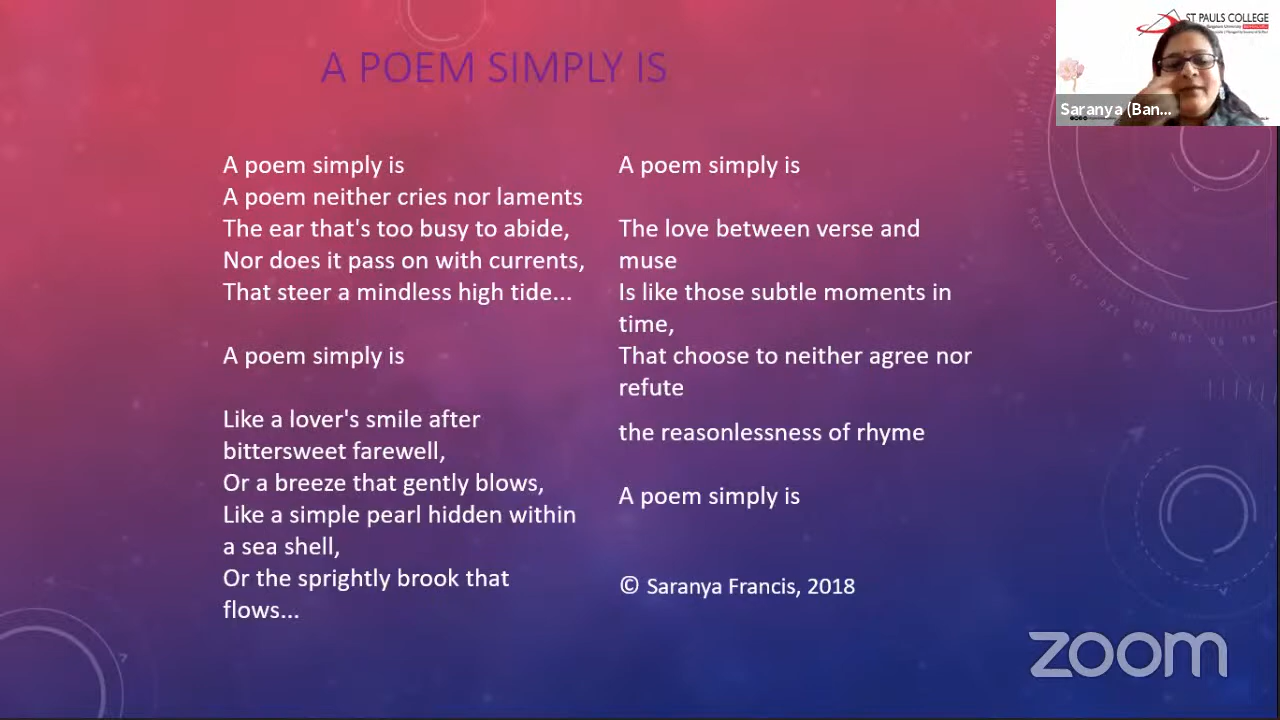 A POEM SIMPLY IS
A poem simply is
A poem neither cries nor laments
The ear that's too busy to abide,
Nor does it pass on with currents,
That steer a mindless high tide...
A poem simply is
Like a lover's smile after
bittersweet farewell,
Or a breeze that gently blows,
Like a simple pearl hidden within
a sea shell,
Or the sprightly brook that
flows...
A poem simply is
The love between verse and
muse
Is like those subtle moments in
time,
That choose to neither agree nor
refute
the reasonlessness of rhyme
A poem simply is
© Saranya Francis, 2018
ST PAULS COLLEGE
Saranya (Ban...
zoom